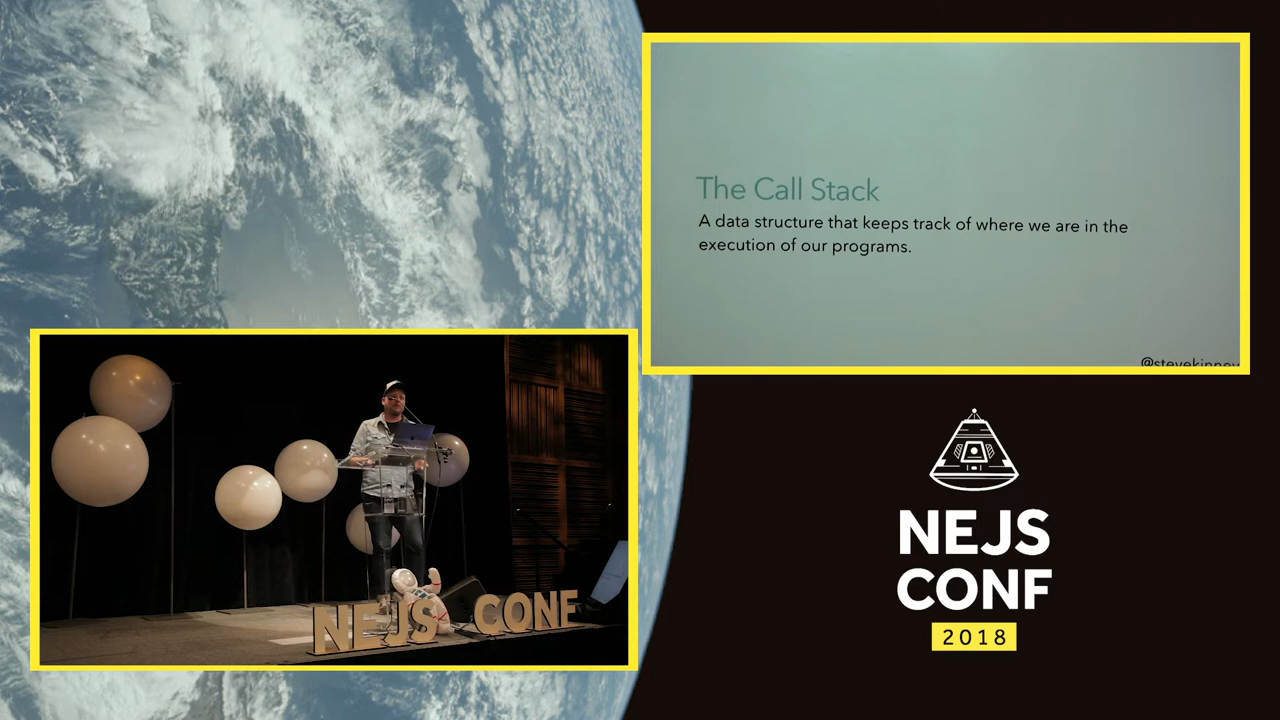 The Call Stack
A data structure that keeps track of where we are in the
execution of our programs.
@stevekinney
NEJS CONF
NEJS
CONF
2018